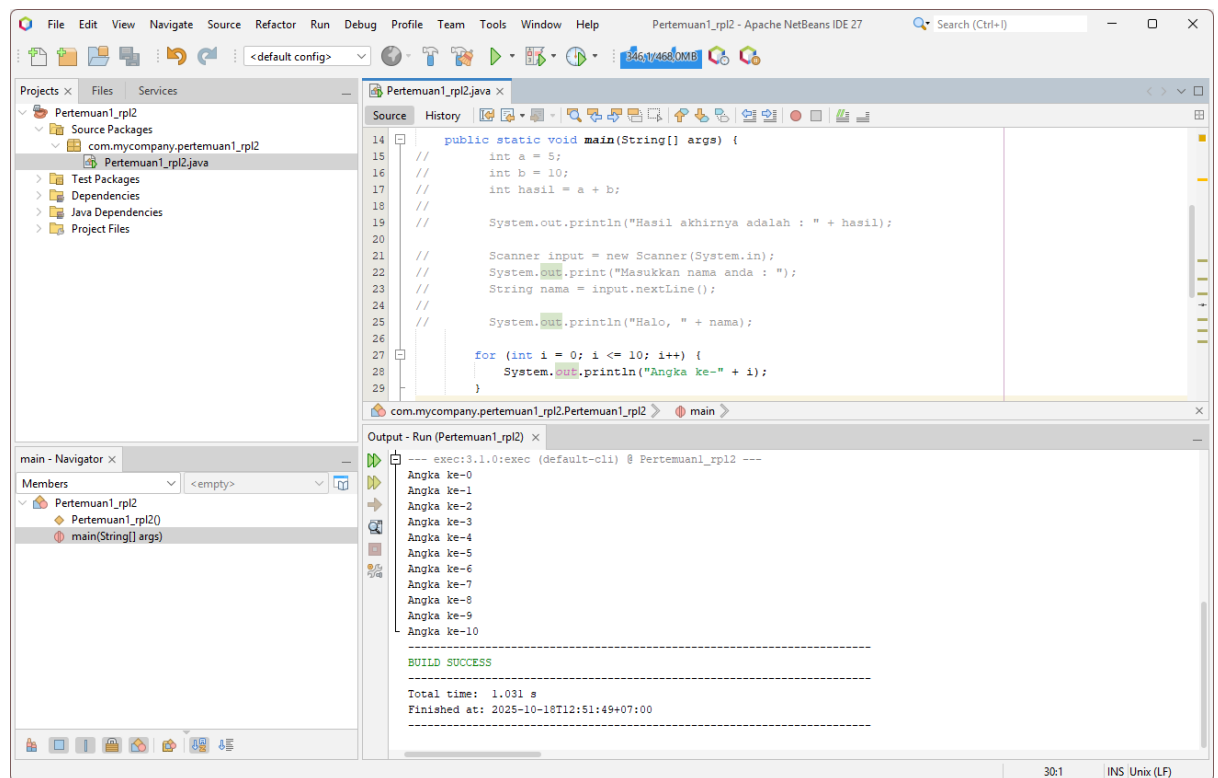 File Edit View Navigate Source Refactor Run Debug Profile Team Tools Window Help Pertemuan1_rpl2 - Apache NetBeans IDE 27 Search (Ctrl+I)
<default config> 346,1/468,0MB
Projects Files Services
Pertemuan1_rpl2
Source Packages
com.mycompany.pertemuan1_rpl2
Pertemuan1_rpl2.java
Test Packages
Dependencies
Java Dependencies
Project Files
Pertemuan1_rpl2.java
Source History
14 public static void main(String[] args) {
15 // int a = 5;
16 // int b = 10;
17 // int hasil = a + b;
18 //
19 // System.out.println("Hasil akhirnya adalah : " + hasil);
20
21 // Scanner input = new Scanner(System.in);
22 // System.out.print("Masukkan nama anda : ");
23 // String nama = input.nextLine();
24 //
25 // System.out.println("Halo, " + nama);
26
27 for (int i = 0; i <= 10; i++) {
28 System.out.println("Angka ke-" + i);
29 }
com.mycompany.pertemuan1_rpl2.Pertemuan1_rpl2 main
main - Navigator
Members <empty>
Pertemuan1_rpl2
Pertemuan1_rpl2()
main(String[] args)
Output - Run (Pertemuan1_rpl2)
--- exec:3.1.0:exec (default-cli) @ Pertemuan1_rpl2 ---
Angka ke-0
Angka ke-1
Angka ke-2
Angka ke-3
Angka ke-4
Angka ke-5
Angka ke-6
Angka ke-7
Angka ke-8
Angka ke-9
Angka ke-10
------------------------------------------------------------------------
BUILD SUCCESS
------------------------------------------------------------------------
Total time: 1.031 s
Finished at: 2025-10-18T12:51:49+07:00
------------------------------------------------------------------------
30:1 INS Unix (LF)